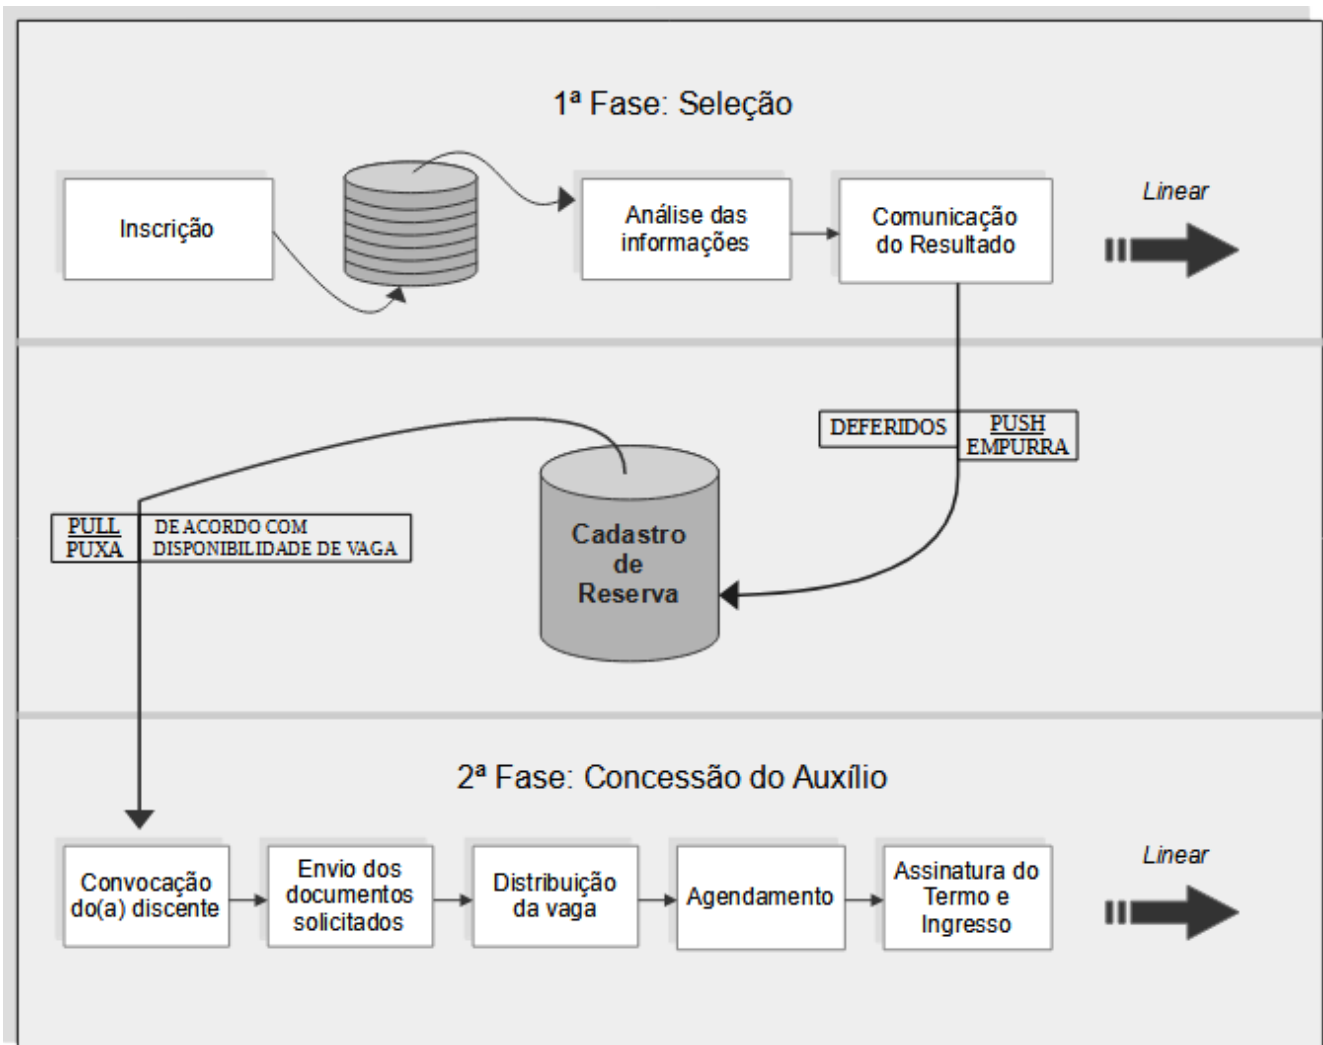 1ª Fase: Seleção
Inscrição
Análise das
informações
Comunicação
do Resultado
Linear
DEFERIDOS
PUSH
EMPURRA
PULL
PUXA
DE ACORDO COM
DISPONIBILIDADE DE VAGA
Cadastro
de
Reserva
2ª Fase: Concessão do Auxílio
Convocação
do(a) discente
Envio dos
documentos
solicitados
Distribuição
da vaga
Agendamento
Assinatura do
Termo e
Ingresso
Linear